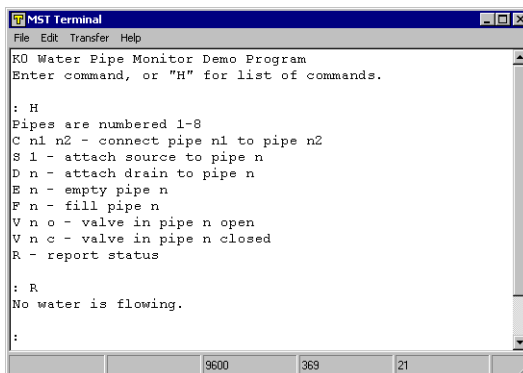 MST Terminal
File Edit Transfer Help
KO Water Pipe Monitor Demo Program
Enter command, or "H" for list of commands.
: H
Pipes are numbered 1-8
C n1 n2 - connect pipe n1 to pipe n2
S 1 - attach source to pipe n
D n - attach drain to pipe n
E n - empty pipe n
F n - fill pipe n
V n o - valve in pipe n open
V n c - valve in pipe n closed
R - report status
: R
No water is flowing.
:
9600 369 21